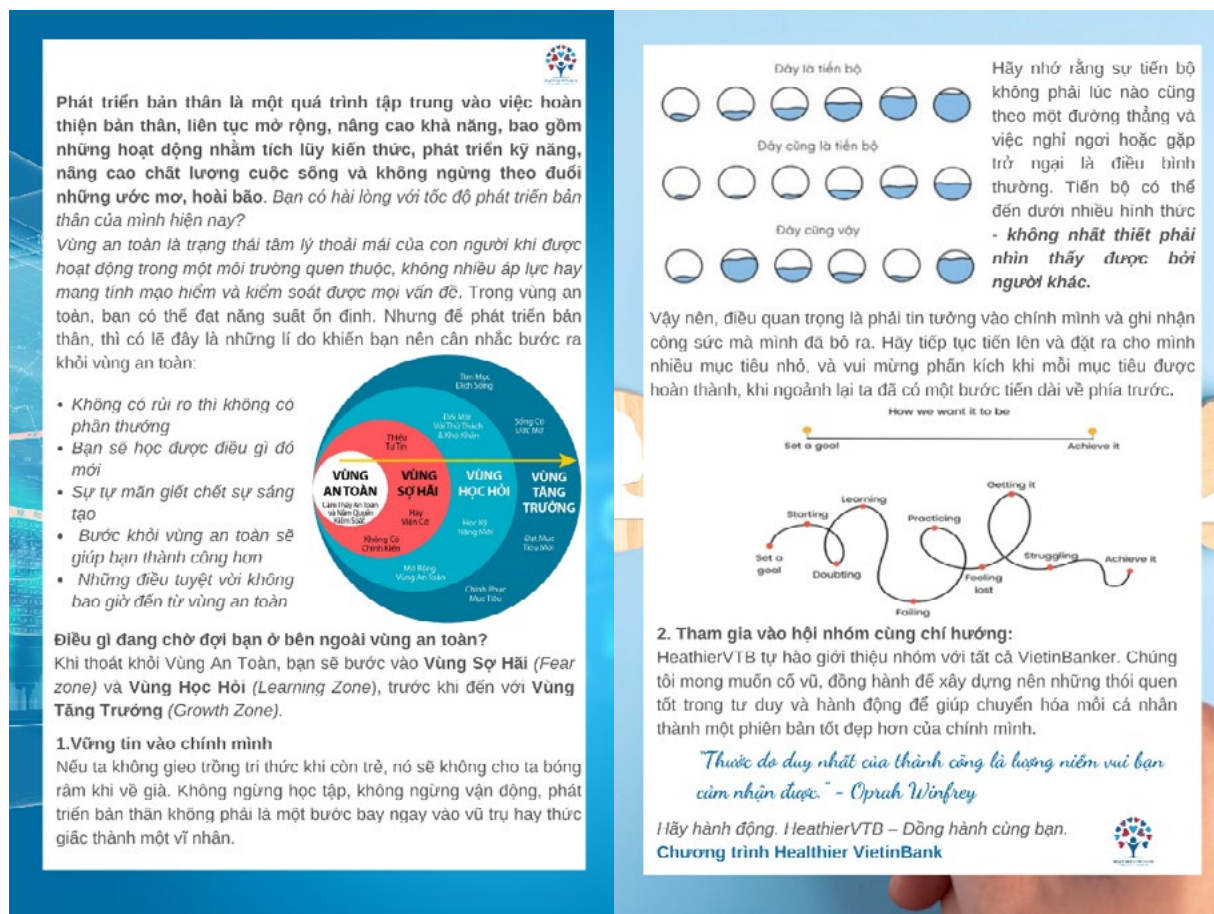 Phát triển bản thân là một quá trình tập trung vào việc hoàn
thiện bản thân, liên tục mở rộng, nâng cao khả năng, bao gồm
những hoạt động nhằm tích lũy kiến thức, phát triển kỹ năng,
nâng cao chất lượng cuộc sống và không ngừng theo đuổi
những ước mơ, hoài bão. Bạn có hài lòng với tốc độ phát triển bản
thân của mình hiện nay?
Vùng an toàn là trạng thái tâm lý thoải mái của con người khi được
hoạt động trong một môi trường quen thuộc, không nhiều áp lực hay
mang tính mạo hiểm và kiểm soát được mọi vấn đề. Trong vùng an
toàn, bạn có thể đạt năng suất ổn định. Nhưng để phát triển bản
thân, thì có lẽ đây là những lí do khiến bạn nên cân nhắc bước ra
khỏi vùng an toàn:
• Không có rủi ro thì không có
phần thưởng
• Bạn sẽ học được điều gì đó
mới
• Sự tự mãn giết chết sự sáng
tạo
• Bước khỏi vùng an toàn sẽ
giúp bạn thành công hơn
• Những điều tuyệt vời không
bao giờ đến từ vùng an toàn
Tìm Mục
Đích Sống
Đối Mặt
Với Thử Thách
& Khó Khăn
Sống Có
Ước Mơ
Thiếu
Tự Tin
VÙNG
AN TOÀN
Cảm Thấy An Toàn
và Nắm Quyền
Kiểm Soát
VÙNG
SỢ HÃI
Hay
Viện Cớ
Không Có
Chính Kiến
VÙNG
HỌC HỎI
Học Kỹ
Năng Mới
Mở Rộng
Vùng An Toàn
VÙNG
TĂNG
TRƯỞNG
Đạt Mục
Tiêu Mới
Chinh Phục
Mục Tiêu
Điều gì đang chờ đợi bạn ở bên ngoài vùng an toàn?
Khi thoát khỏi Vùng An Toàn, bạn sẽ bước vào Vùng Sợ Hãi (Fear
zone) và Vùng Học Hỏi (Learning Zone), trước khi đến với Vùng
Tăng Trưởng (Growth Zone).
1.Vững tin vào chính mình
Nếu ta không gieo trồng tri thức khi còn trẻ, nó sẽ không cho ta bóng
râm khi về già. Không ngừng học tập, không ngừng vận động, phát
triển bản thân không phải là một bước bay ngay vào vũ trụ hay thức
giấc thành một vĩ nhân.
Đây là tiến bộ
Đây cũng là tiến bộ
Đây cũng vậy
Hãy nhớ rằng sự tiến bộ
không phải lúc nào cũng
theo một đường thẳng và
việc nghỉ ngơi hoặc gặp
trở ngại là điều bình
thường. Tiến bộ có thể
đến dưới nhiều hình thức
- không nhất thiết phải
nhìn thấy được bởi
người khác.
Vậy nên, điều quan trọng là phải tin tưởng vào chính mình và ghi nhận
công sức mà mình đã bỏ ra. Hãy tiếp tục tiến lên và đặt ra cho mình
nhiều mục tiêu nhỏ, và vui mừng phấn kích khi mỗi mục tiêu được
hoàn thành, khi ngoảnh lại ta đã có một bước tiến dài về phía trước.
How we want it to be
Set a goal
Achieve it
Set a
goal
Starting
Doubting
Learning
Failing
Practicing
Feeling
lost
Getting it
Struggling
Achieve it
2. Tham gia vào hội nhóm cùng chí hướng:
HeathierVTB tự hào giới thiệu nhóm với tất cả VietinBanker. Chúng
tôi mong muốn cổ vũ, đồng hành để xây dựng nên những thói quen
tốt trong tư duy và hành động để giúp chuyển hóa mỗi cá nhân
thành một phiên bản tốt đẹp hơn của chính mình.
"Thước đo duy nhất của thành công là lượng niềm vui bạn
cảm nhận được." - Oprah Winfrey
Hãy hành động. HeathierVTB – Đồng hành cùng bạn.
Chương trình Healthier VietinBank